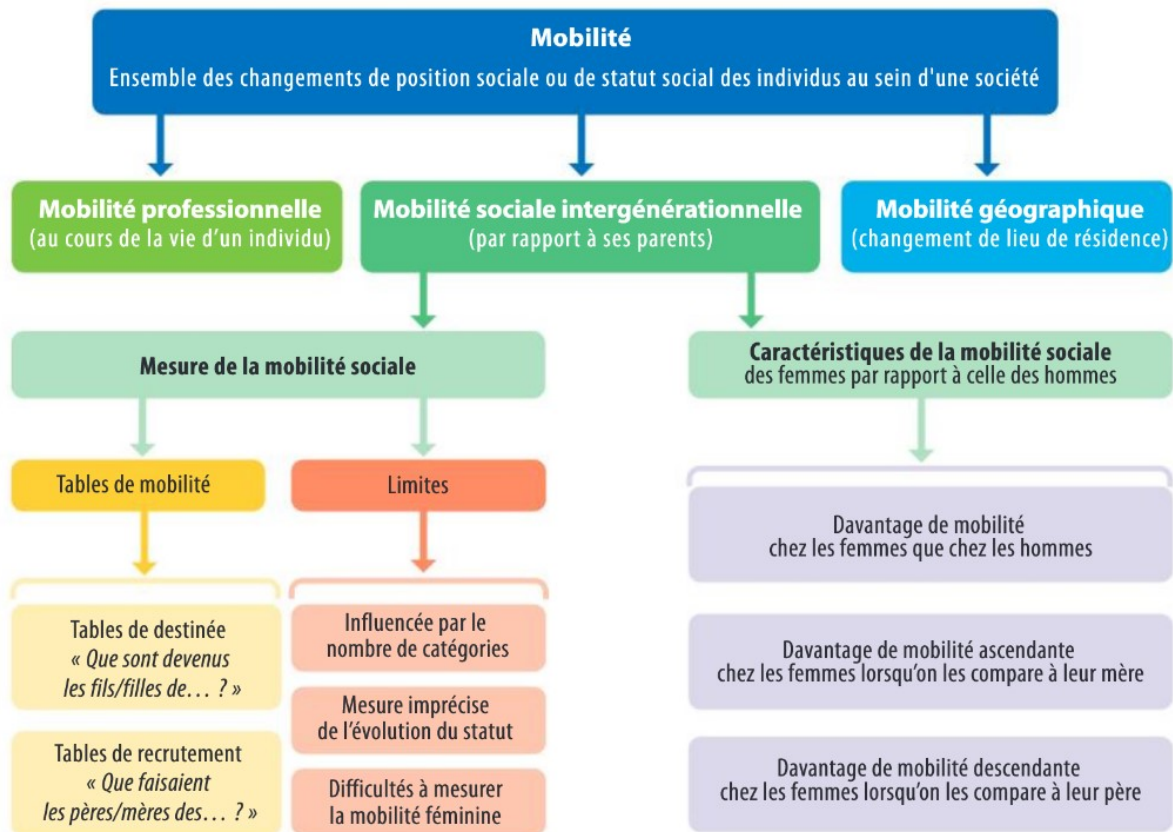 Mobilité
Ensemble des changements de position sociale ou de statut social des individus au sein d'une société
Mobilité professionnelle
(au cours de la vie d’un individu)
Mobilité sociale intergénérationnelle
(par rapport à ses parents)
Mobilité géographique
(changement de lieu de résidence)
Mesure de la mobilité sociale
Caractéristiques de la mobilité sociale
des femmes par rapport à celle des hommes
Tables de mobilité
Limites
Tables de destinée
« Que sont devenus
les fils/filles de… ? »
Tables de recrutement
« Que faisaient
les pères/mères des… ? »
Influencée par le
nombre de catégories
Mesure imprécise
de l’évolution du statut
Difficultés à mesurer
la mobilité féminine
Davantage de mobilité
chez les femmes que chez les hommes
Davantage de mobilité ascendante
chez les femmes lorsqu’on les compare à leur mère
Davantage de mobilité descendante
chez les femmes lorsqu’on les compare à leur père